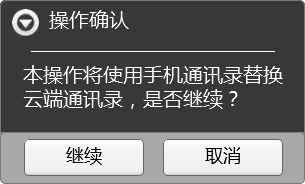 操作确认
本操作将使用手机通讯录替换
云端通讯录，是否继续？
继续
取消